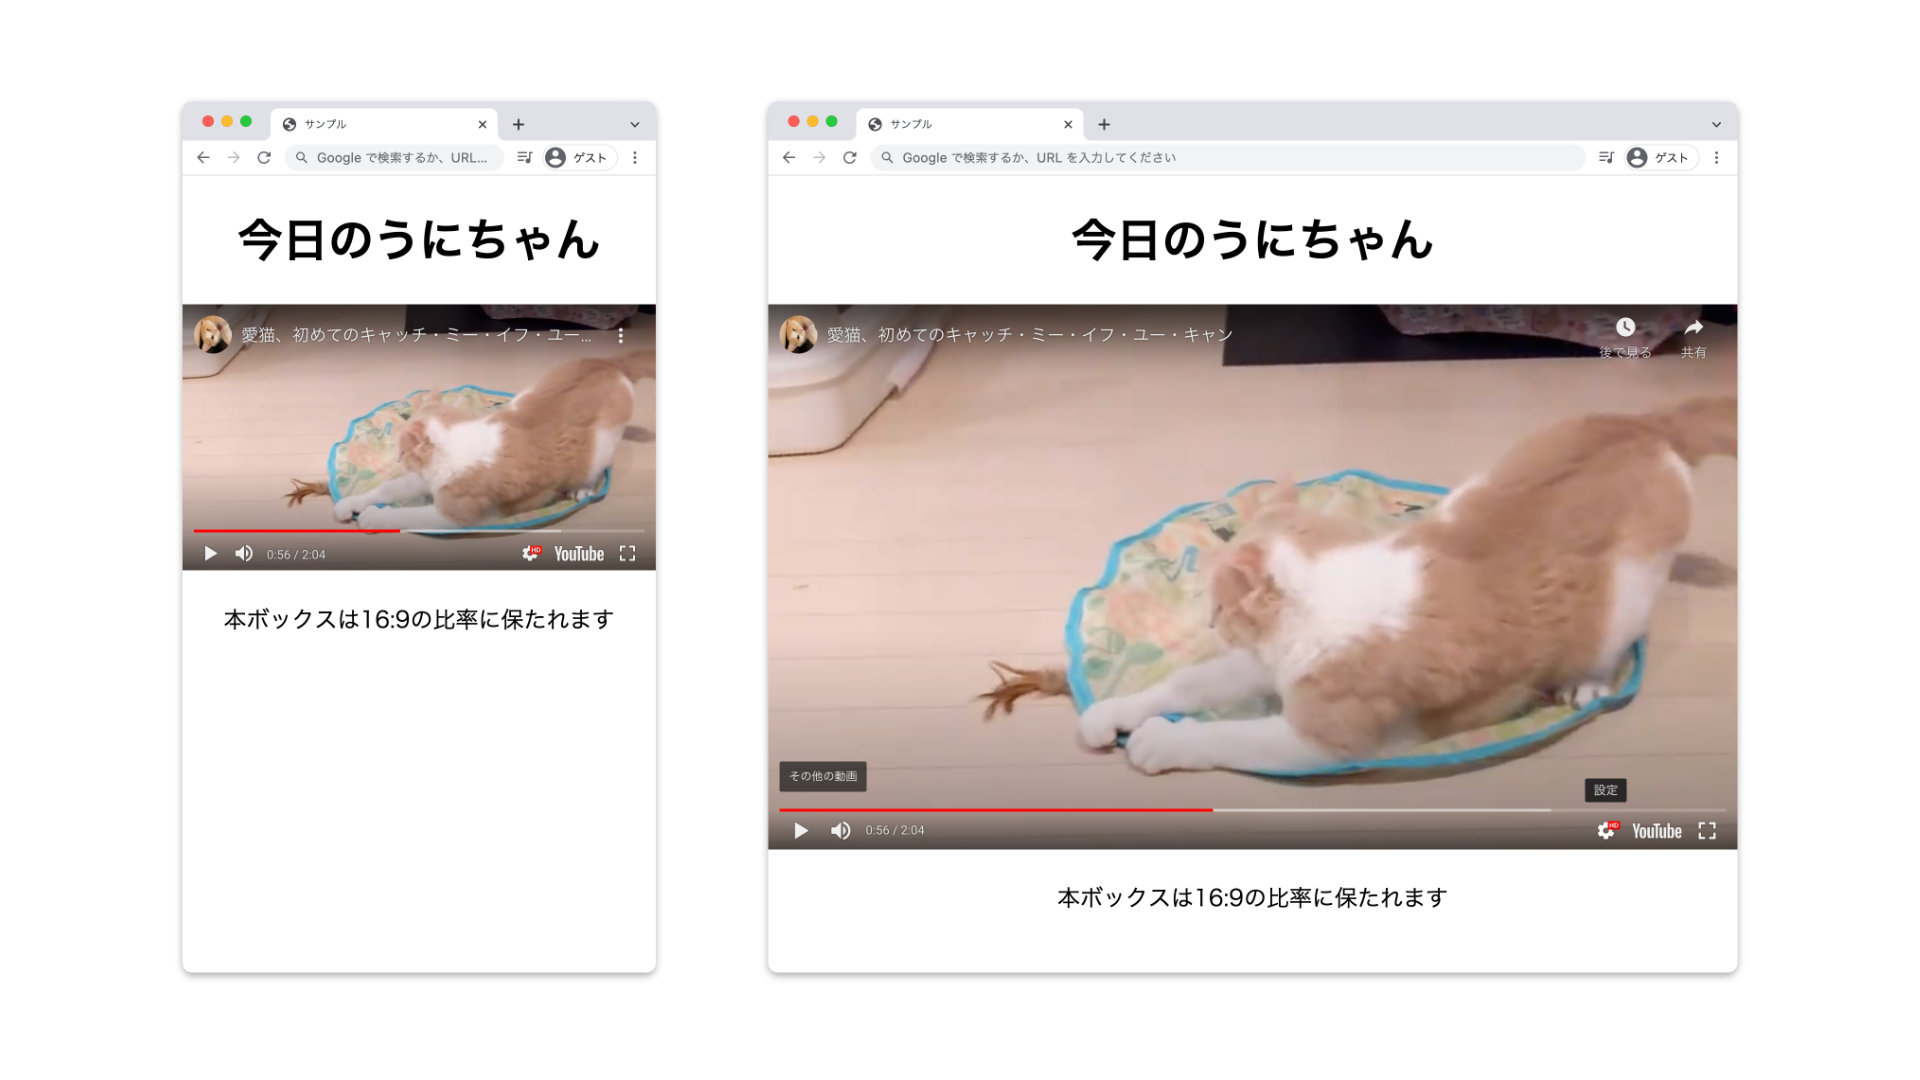 サンプル
Google で検索するか、URL...
ゲスト
今日のうにちゃん
愛猫、初めてのキャッチ・ミー・イフ・ユー...
0:56 / 2:04
HD
YouTube
本ボックスは16:9の比率に保たれます
サンプル
Google で検索するか、URL を入力してください
ゲスト
今日のうにちゃん
愛猫、初めてのキャッチ・ミー・イフ・ユー・キャン
後で見る
共有
その他の動画
設定
0:56 / 2:04
HD
YouTube
本ボックスは16:9の比率に保たれます